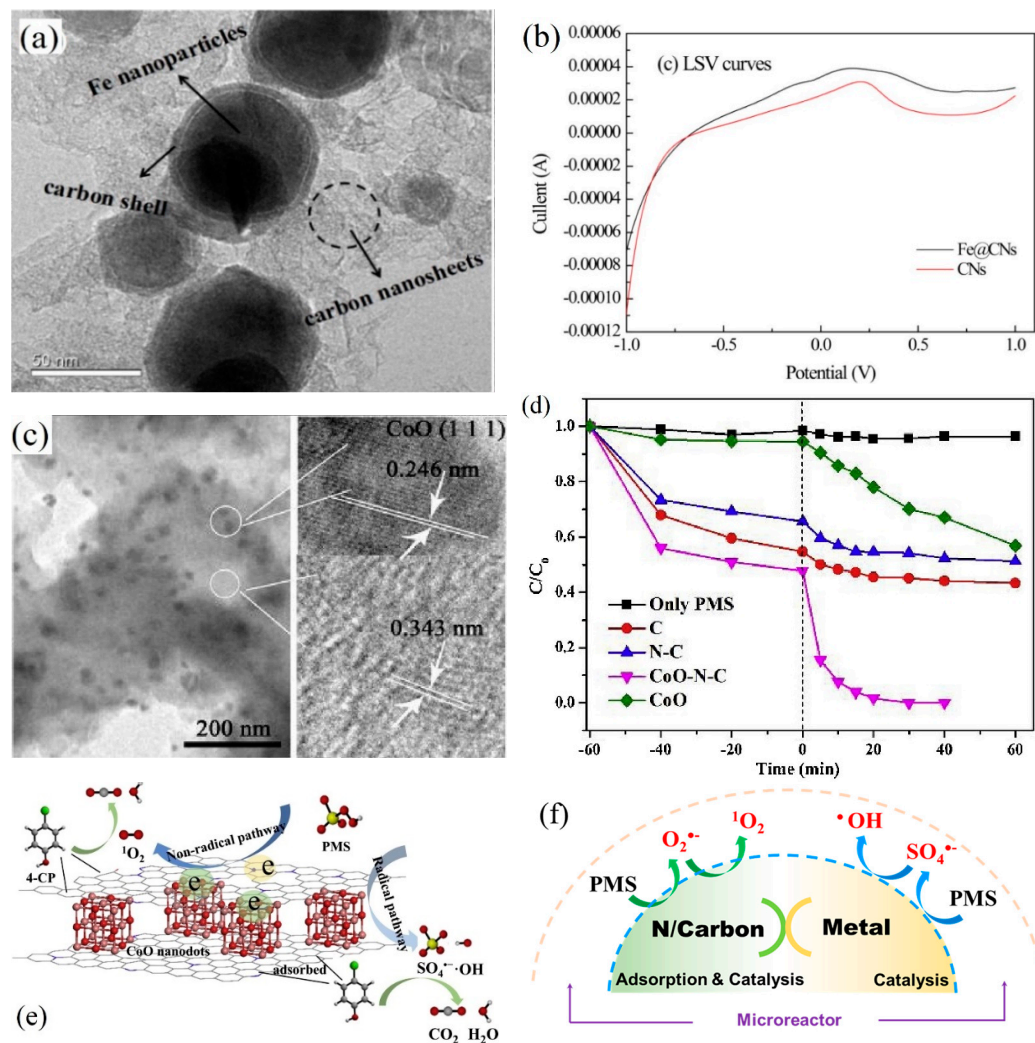 (a)
Fe nanoparticles
carbon shell
carbon nanosheets
50 nm
(b)
(c) LSV curves
0.00006
0.00004
0.00002
0.00000
-0.00002
-0.00004
-0.00006
-0.00008
-0.00010
-0.00012
Cullent (A)
Fe@CNs
CNs
-1.0 -0.5 0.0 0.5 1.0
Potential (V)
(c)
CoO (1 1 1)
0.246 nm
0.343 nm
200 nm
(d)
1.0
0.8
0.6
0.4
0.2
0.0
C/C0
Only PMS
C
N-C
CoO-N-C
CoO
-60 -40 -20 0 20 40 60
Time (min)
4-CP
¹O₂
Non-radical pathway
PMS
e
e
e
Radical pathway
CoO nanodots
adsorbed
SO₄•⁻ ·OH
CO₂ H₂O
(e)
(f)
O₂•⁻
¹O₂
•OH
SO₄•⁻
PMS
PMS
N/Carbon
Metal
Adsorption & Catalysis
Catalysis
Microreactor